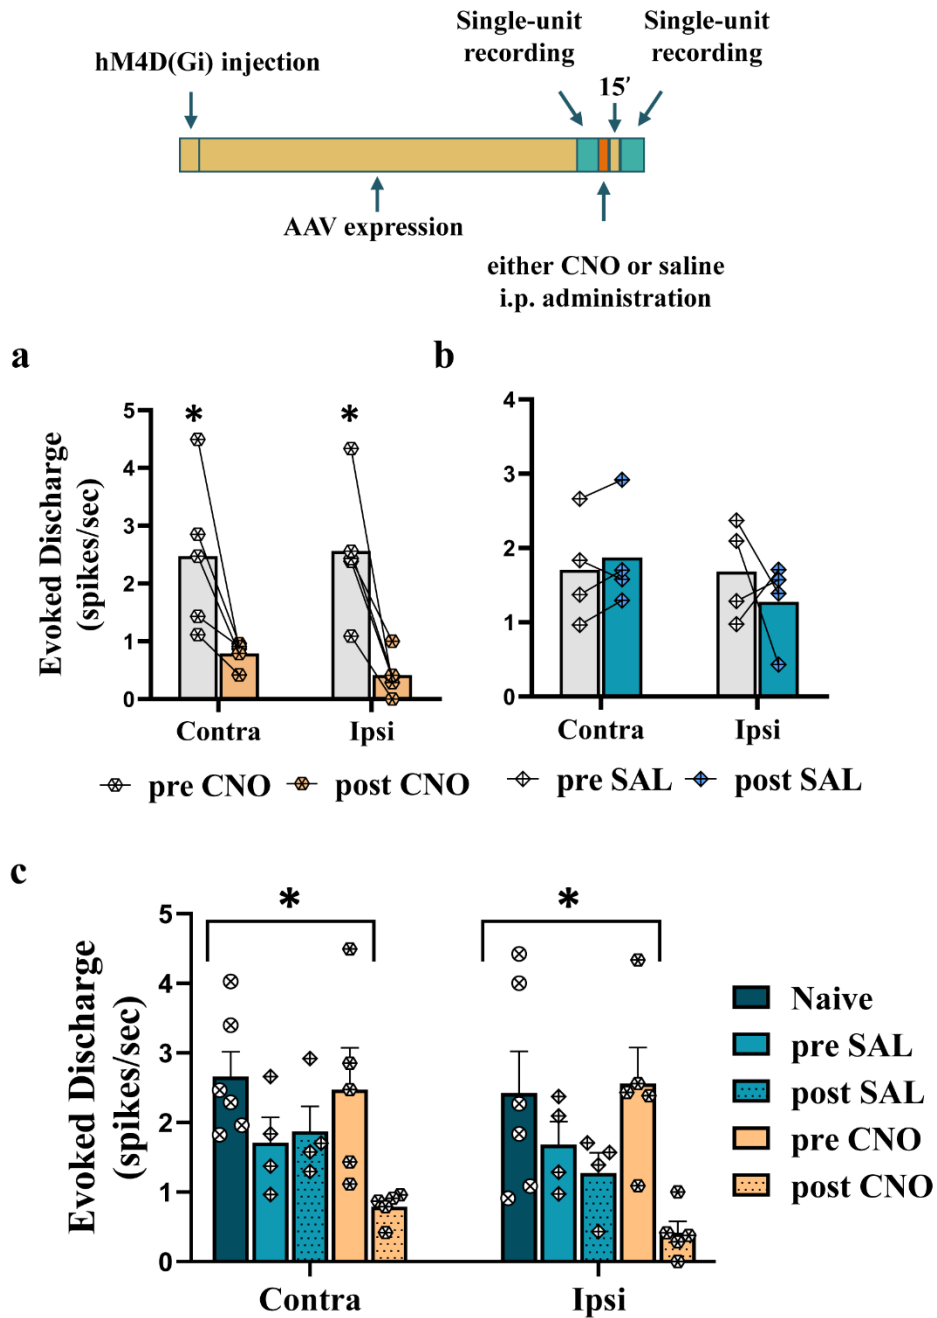 Single-unit
recording
Single-unit
recording
hM4D(Gi) injection
15′
AAV expression
either CNO or saline
i.p. administration
a
b
Evoked Discharge
(spikes/sec)
5
4
3
2
1
0
*
*
Contra
Ipsi
4
3
2
1
0
Contra
Ipsi
pre CNO
post CNO
pre SAL
post SAL
c
Evoked Discharge
(spikes/sec)
5
4
3
2
1
0
*
*
Contra
Ipsi
Naive
pre SAL
post SAL
pre CNO
post CNO